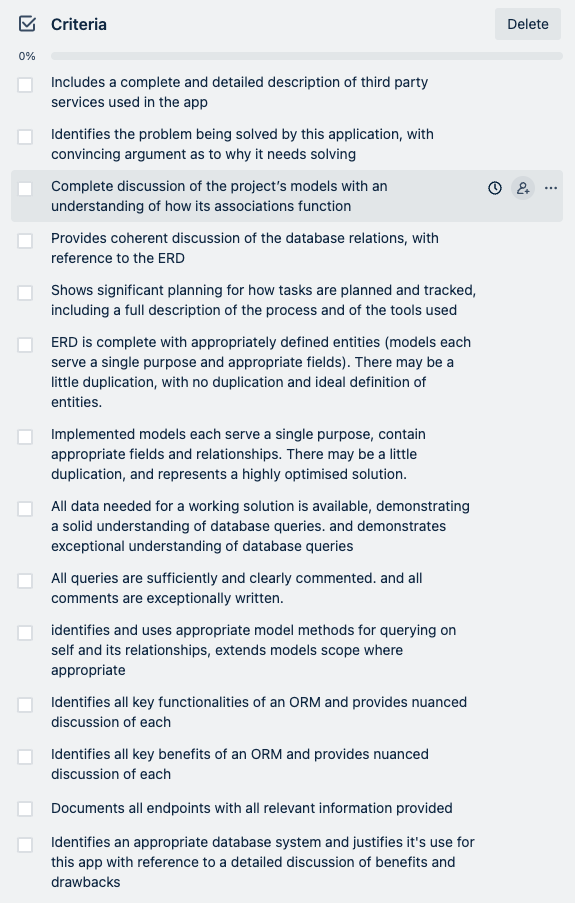 Criteria
Delete
0%
Includes a complete and detailed description of third party
services used in the app
Identifies the problem being solved by this application, with
convincing argument as to why it needs solving
Complete discussion of the project's models with an
understanding of how its associations function
Provides coherent discussion of the database relations, with
reference to the ERD
Shows significant planning for how tasks are planned and tracked,
including a full description of the process and of the tools used
ERD is complete with appropriately defined entities (models each
serve a single purpose and appropriate fields). There may be a
little duplication, with no duplication and ideal definition of
entities.
Implemented models each serve a single purpose, contain
appropriate fields and relationships. There may be a little
duplication, and represents a highly optimised solution.
All data needed for a working solution is available, demonstrating
a solid understanding of database queries. and demonstrates
exceptional understanding of database queries
All queries are sufficiently and clearly commented. and all
comments are exceptionally written.
identifies and uses appropriate model methods for querying on
self and its relationships, extends models scope where
appropriate
Identifies all key functionalities of an ORM and provides nuanced
discussion of each
Identifies all key benefits of an ORM and provides nuanced
discussion of each
Documents all endpoints with all relevant information provided
Identifies an appropriate database system and justifies it's use for
this app with reference to a detailed discussion of benefits and
drawbacks